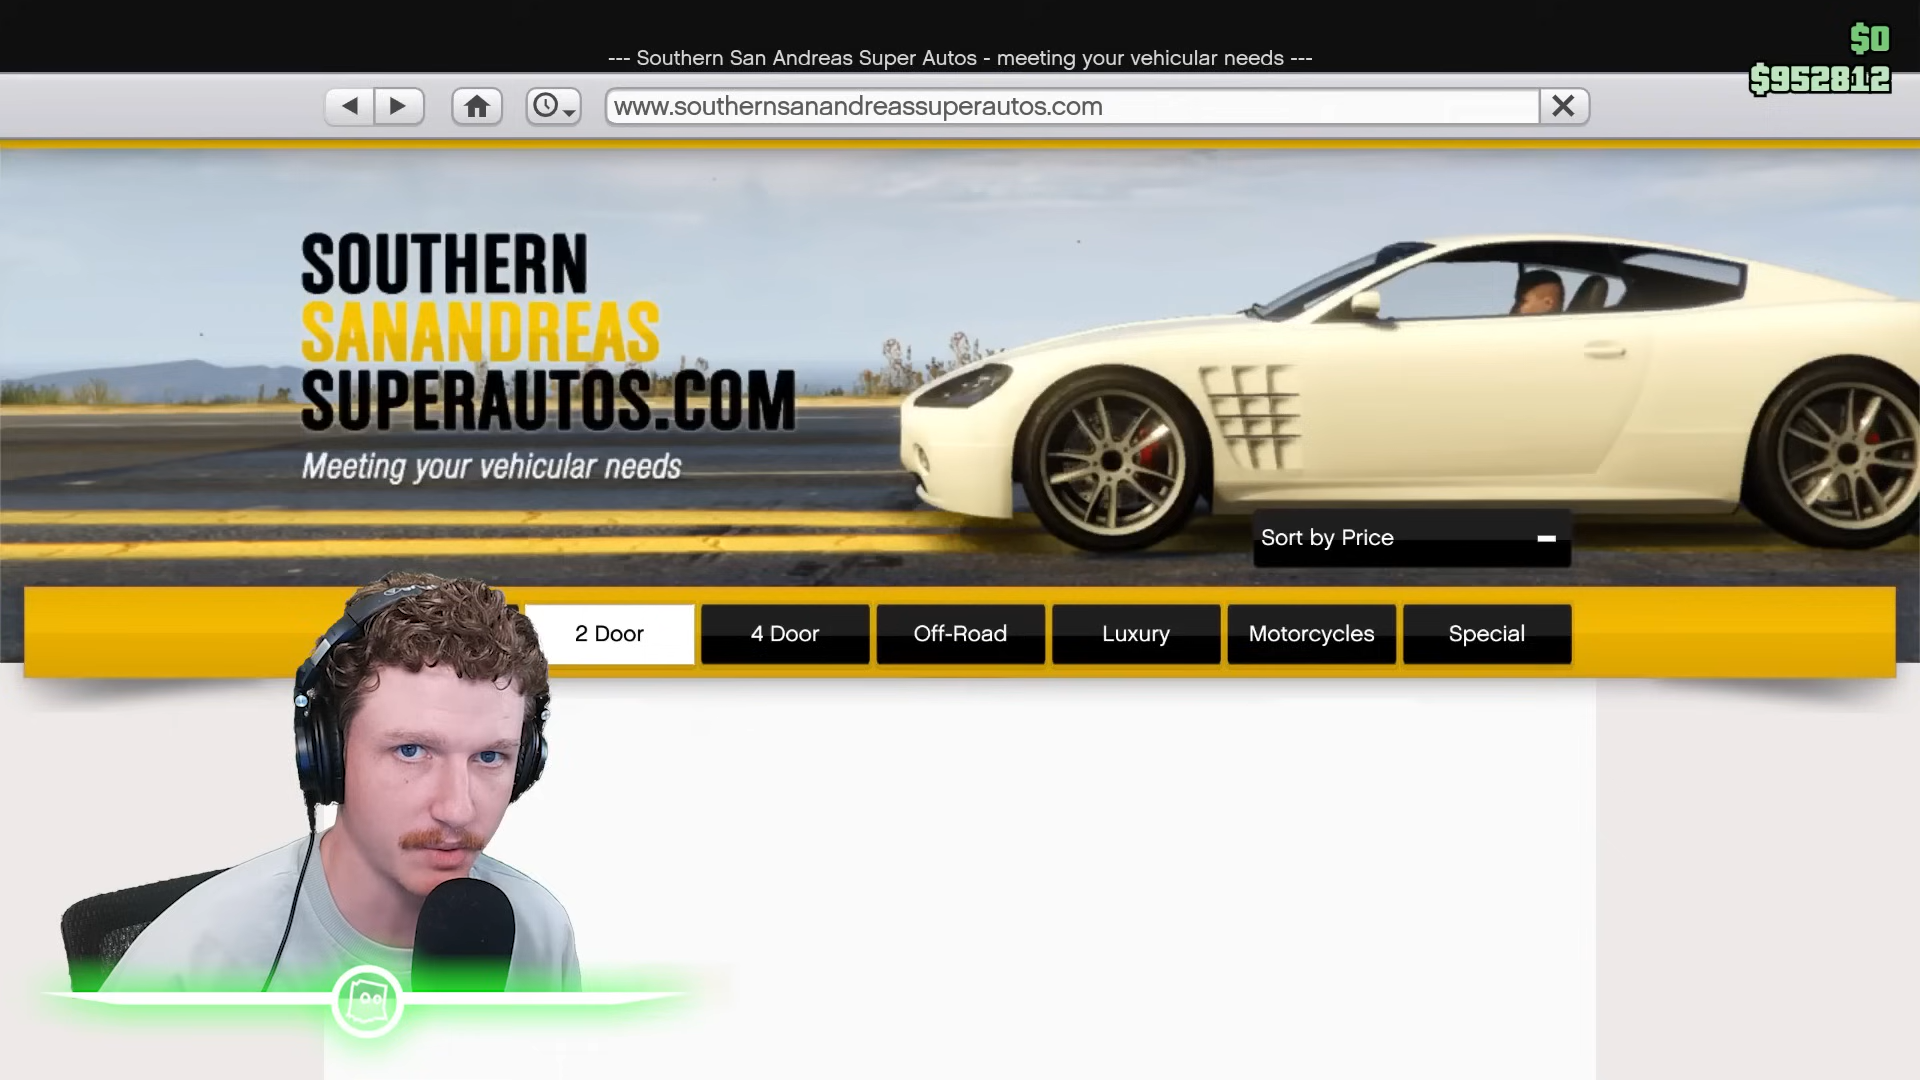 $0
--- Southern San Andreas Super Autos - meeting your vehicular needs ---
$952812
www.southernsanandreassuperautos.com
SOUTHERN
SANANDREAS
SUPERAUTOS.COM
Meeting your vehicular needs
Sort by Price
2 Door
4 Door
Off-Road
Luxury
Motorcycles
Special